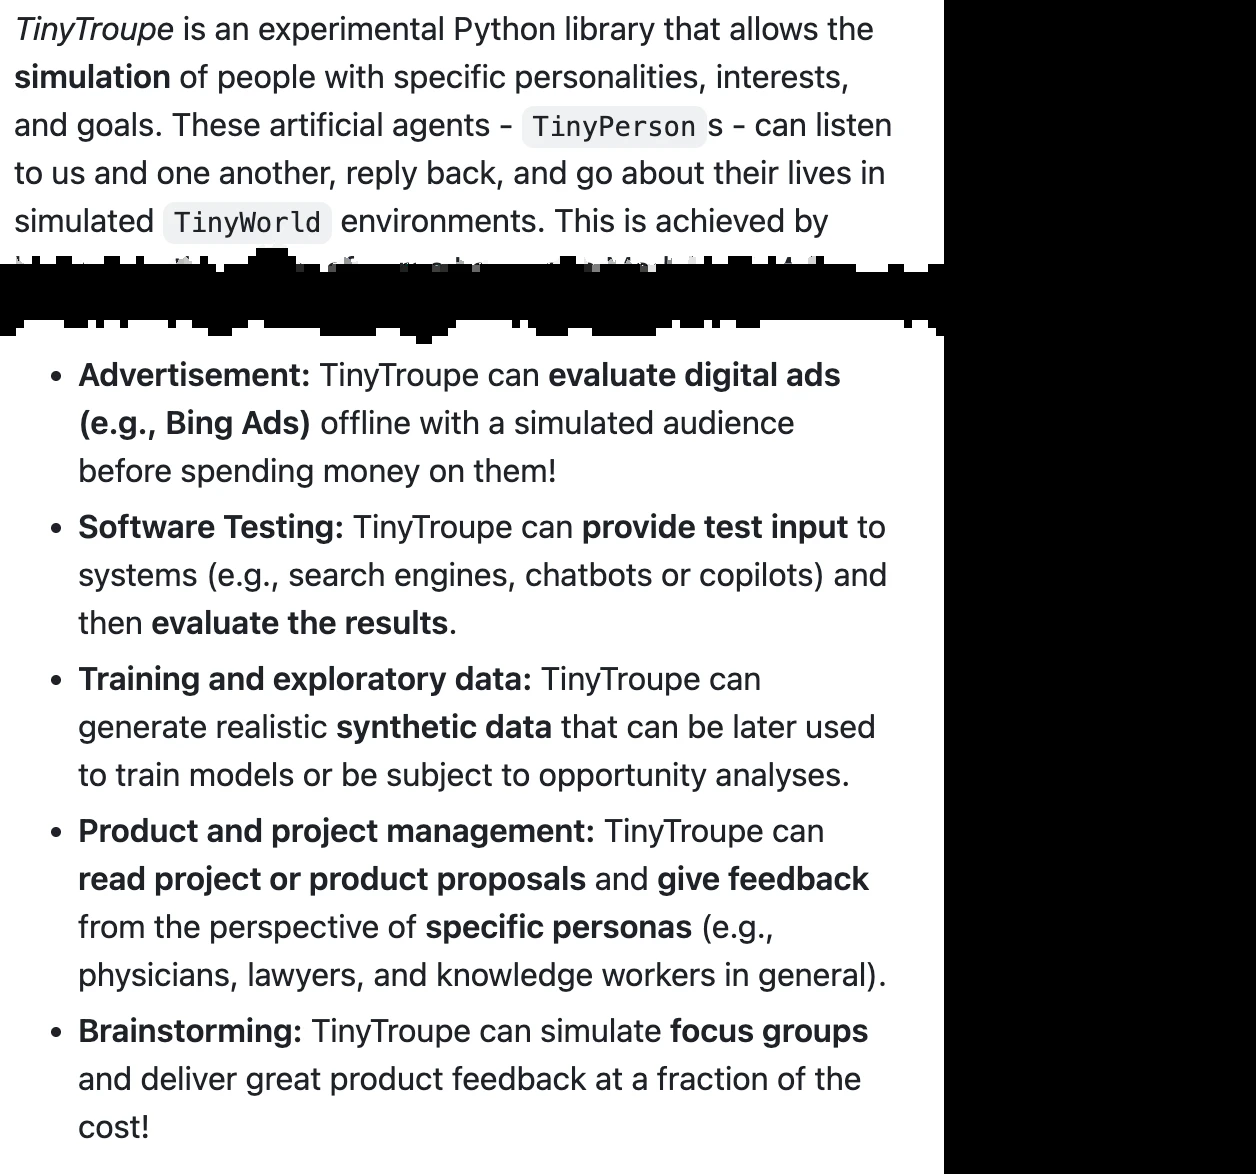 TinyTroupe is an experimental Python library that allows the
simulation of people with specific personalities, interests,
and goals. These artificial agents - TinyPersons - can listen
to us and one another, reply back, and go about their lives in
simulated TinyWorld environments. This is achieved by
• Advertisement: TinyTroupe can evaluate digital ads
(e.g., Bing Ads) offline with a simulated audience
before spending money on them!
• Software Testing: TinyTroupe can provide test input to
systems (e.g., search engines, chatbots or copilots) and
then evaluate the results.
• Training and exploratory data: TinyTroupe can
generate realistic synthetic data that can be later used
to train models or be subject to opportunity analyses.
• Product and project management: TinyTroupe can
read project or product proposals and give feedback
from the perspective of specific personas (e.g.,
physicians, lawyers, and knowledge workers in general).
• Brainstorming: TinyTroupe can simulate focus groups
and deliver great product feedback at a fraction of the
cost!